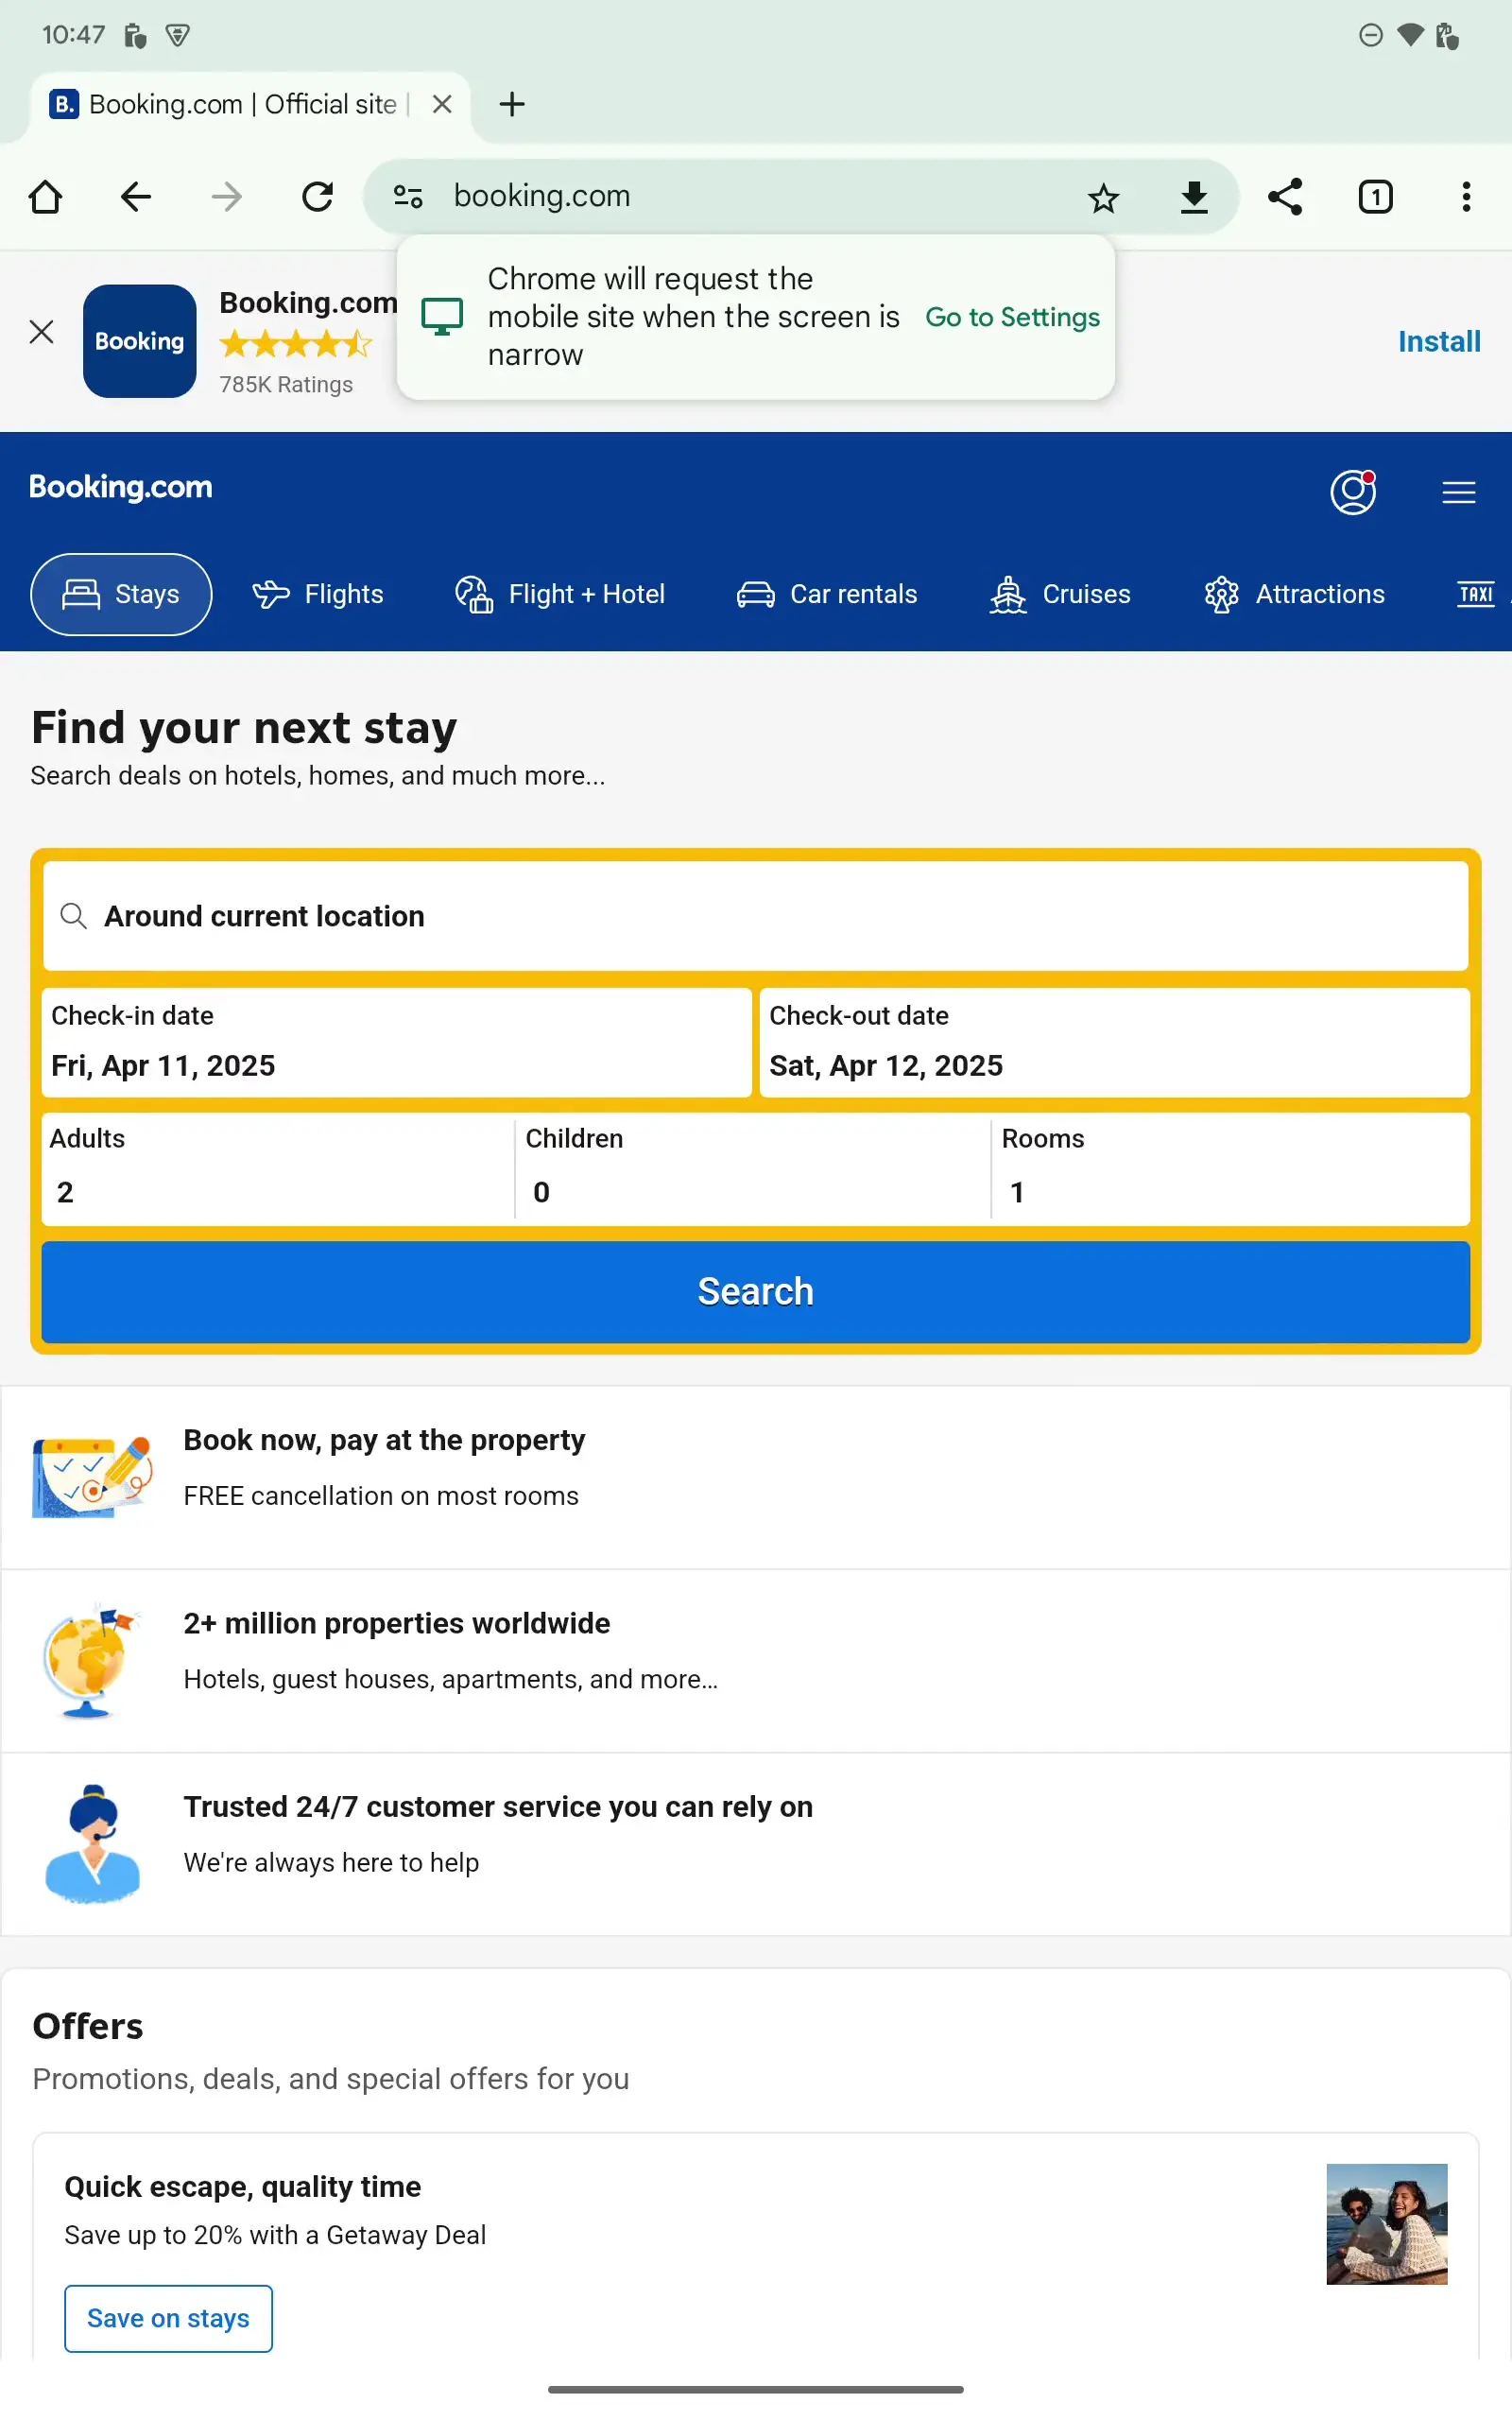 10:47
B. Booking.com | Official site |
booking.com
1
Chrome will request the
mobile site when the screen is
narrow
Go to Settings
Booking
Booking.com
785K Ratings
Install
Booking.com
Stays
Flights
Flight + Hotel
Car rentals
Cruises
Attractions
TAXI
Find your next stay
Search deals on hotels, homes, and much more...
Around current location
Check-in date
Fri, Apr 11, 2025
Check-out date
Sat, Apr 12, 2025
Adults
2
Children
0
Rooms
1
Search
Book now, pay at the property
FREE cancellation on most rooms
2+ million properties worldwide
Hotels, guest houses, apartments, and more…
Trusted 24/7 customer service you can rely on
We're always here to help
Offers
Promotions, deals, and special offers for you
Quick escape, quality time
Save up to 20% with a Getaway Deal
Save on stays